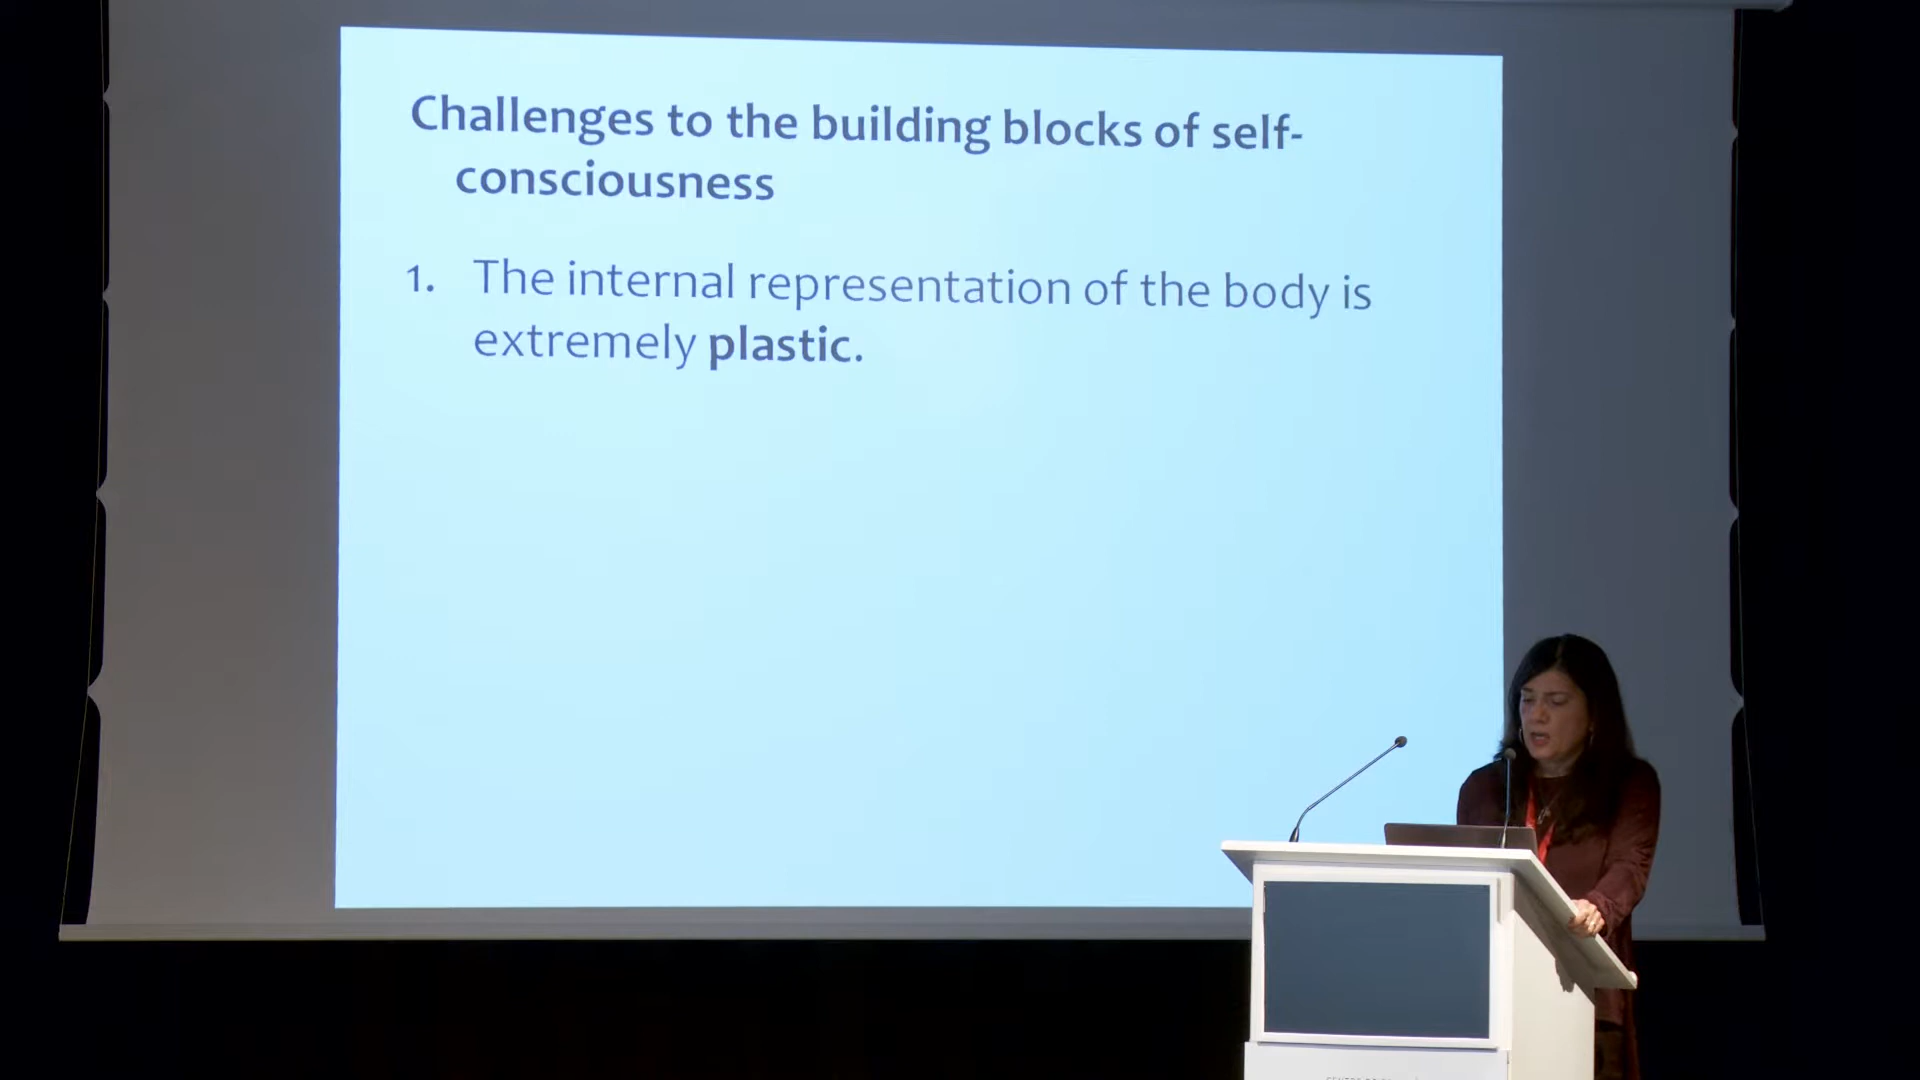 Challenges to the building blocks of self-
consciousness
1. The internal representation of the body is
extremely plastic.